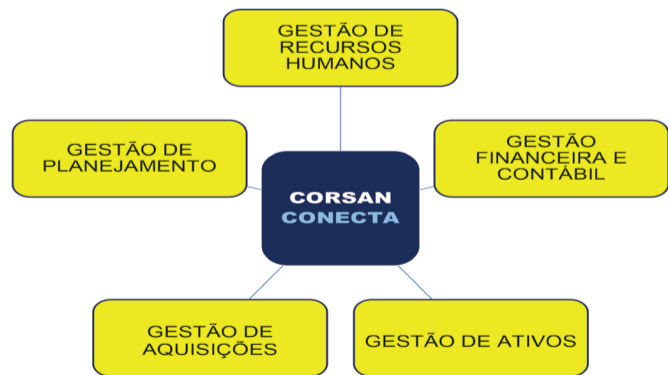 GESTÃO DE
RECURSOS
HUMANOS
GESTÃO DE
PLANEJAMENTO
GESTÃO
FINANCEIRA E
CONTÁBIL
CORSAN
CONECTA
GESTÃO DE
AQUISIÇÕES
GESTÃO DE ATIVOS